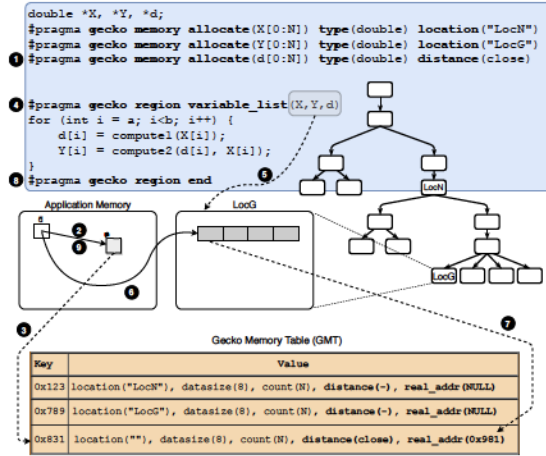 double *X, *Y, *d;
#pragma gecko memory allocate(X[0:N]) type(double) location("LocN")
#pragma gecko memory allocate(Y[0:N]) type(double) location("LocG")
1 #pragma gecko memory allocate(d[0:N]) type(double) distance(close)
4 #pragma gecko region variable_list(X,Y,d)
for (int i = a; i<b; i++) {
d[i] = compute1(X[i]);
Y[i] = compute2(d[i], X[i]);
}
5
8 #pragma gecko region end
LocN
Application Memory
LocG
2
9
6
LocG
3
7
Gecko Memory Table (GMT)
Key Value
0x123 location("LocN"), datasize(8), count(N), distance(-), real_addr(NULL)
0x789 location("LocG"), datasize(8), count(N), distance(-), real_addr(NULL)
0x831 location(""), datasize(8), count(N), distance(close), real_addr(0x981)